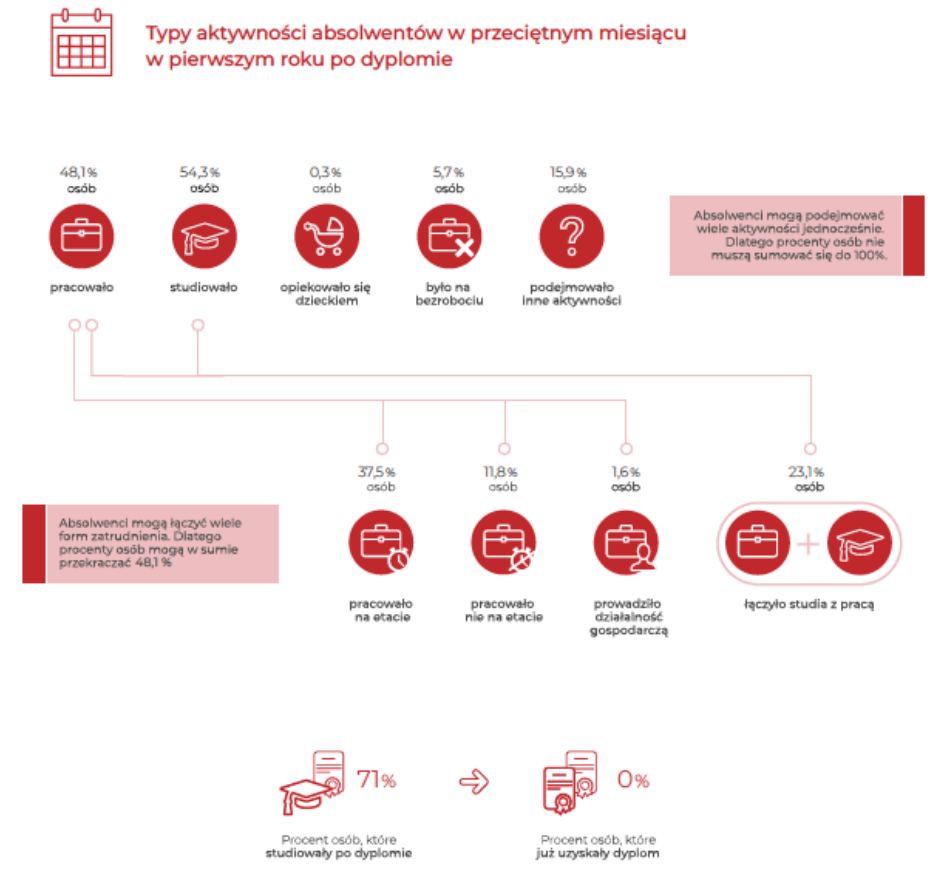 Typy aktywności absolwentów w przeciętnym miesiącu
w pierwszym roku po dyplomie
48,1% osób
54,3% osób
0,3% osób
5,7% osób
15,9% osób
pracowało
studiowało
opiekowało się
dzieckiem
było na
bezrobociu
podejmowało
inne aktywności
Absolwenci mogą podejmować
wiele aktywności jednocześnie.
Dlatego procenty osób nie
muszą sumować się do 100%.
37,5% osób
11,8% osób
1,6% osób
23,1% osób
Absolwenci mogą łączyć wiele
form zatrudnienia. Dlatego
procenty osób mogą w sumie
przekraczać 48,1 %
pracowało
na etacie
pracowało
nie na etacie
prowadziło
działalność
gospodarczą
łączyło studia z pracą
71%
0%
Procent osób, które
studiowały po dyplomie
Procent osób, które
już uzyskały dyplom